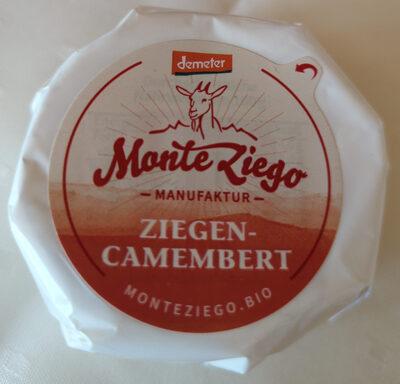 demeter
Monte Ziego
MANUFAKTUR
ZIEGEN-
CAMEMBERT
MONTEZIEGO.BIO